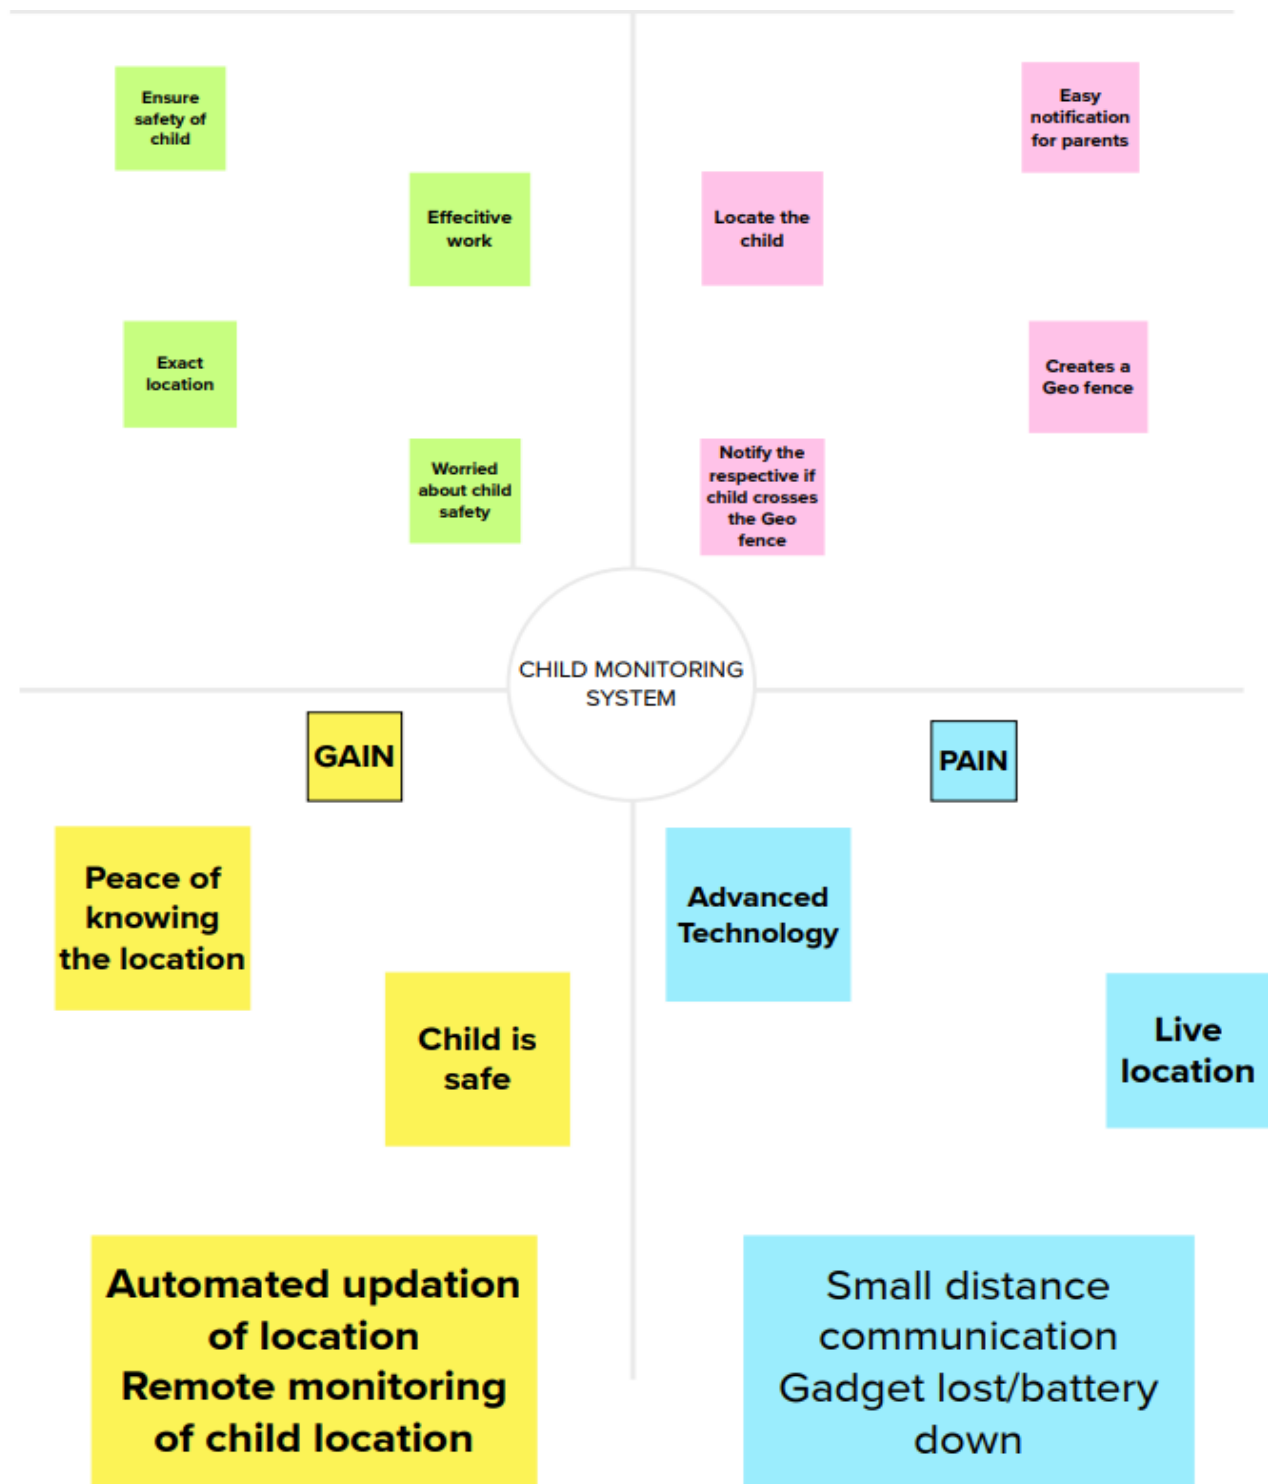 Ensure
safety of
child
Effecitive
work
Exact
location
Worried
about child
safety
Easy
notification
for parents
Locate the
child
Creates a
Geo fence
Notify the
respective if
child crosses
the Geo
fence
CHILD MONITORING
SYSTEM
GAIN
Peace of
knowing
the location
Child is
safe
Automated updation
of location
Remote monitoring
of child location
PAIN
Advanced
Technology
Live
location
Small distance
communication
Gadget lost/battery
down